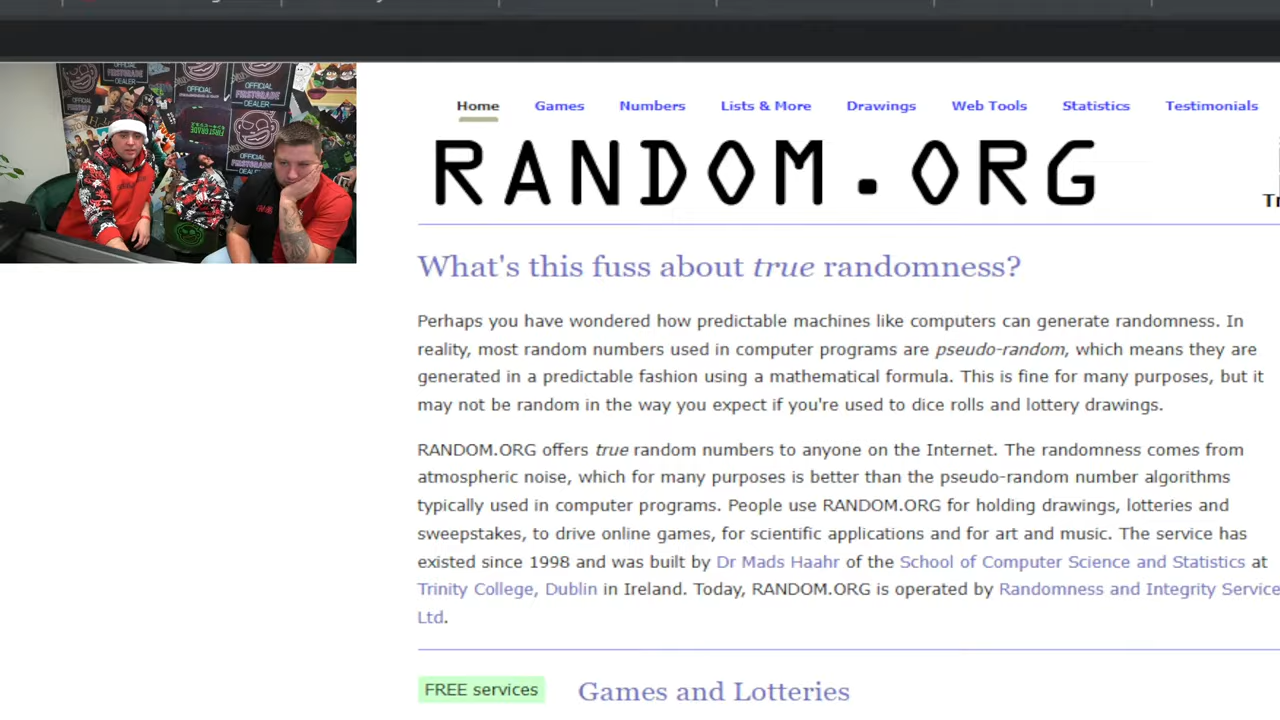 Home Games Numbers Lists & More Drawings Web Tools Statistics Testimonials
RANDOM.ORG
What's this fuss about true randomness?
Perhaps you have wondered how predictable machines like computers can generate randomness. In
reality, most random numbers used in computer programs are pseudo-random, which means they are
generated in a predictable fashion using a mathematical formula. This is fine for many purposes, but it
may not be random in the way you expect if you're used to dice rolls and lottery drawings.
RANDOM.ORG offers true random numbers to anyone on the Internet. The randomness comes from
atmospheric noise, which for many purposes is better than the pseudo-random number algorithms
typically used in computer programs. People use RANDOM.ORG for holding drawings, lotteries and
sweepstakes, to drive online games, for scientific applications and for art and music. The service has
existed since 1998 and was built by Dr Mads Haahr of the School of Computer Science and Statistics at
Trinity College, Dublin in Ireland. Today, RANDOM.ORG is operated by Randomness and Integrity Service
Ltd.
FREE services Games and Lotteries
OFFICIAL
FIRSTGRADE
DEALER
OFFICIAL
FIRSTGRADE
DEALER
OFFICIAL
FIRSTGRADE